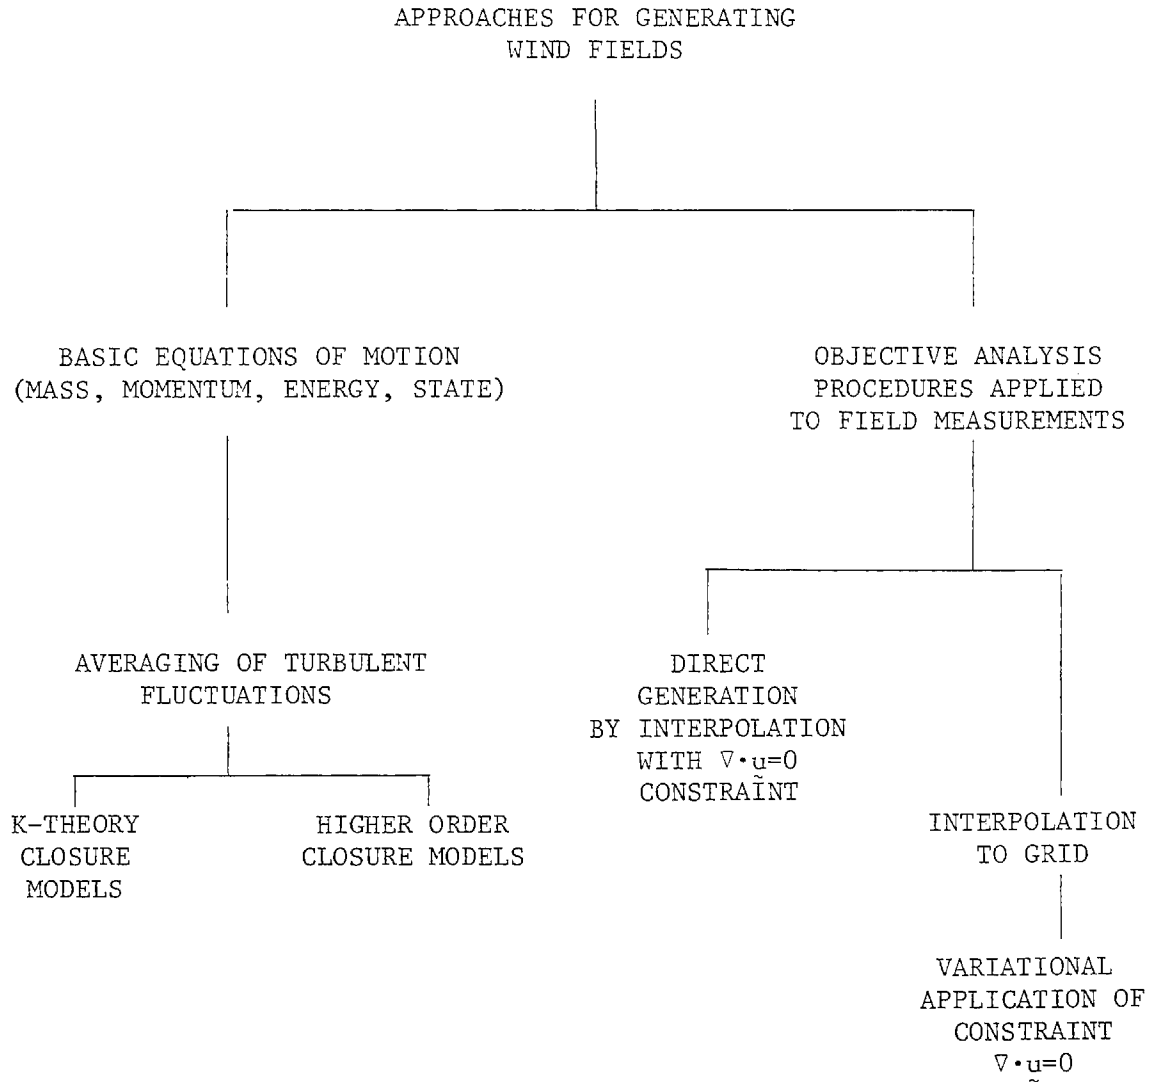 APPROACHES FOR GENERATING
WIND FIELDS
BASIC EQUATIONS OF MOTION
(MASS, MOMENTUM, ENERGY, STATE)
OBJECTIVE ANALYSIS
PROCEDURES APPLIED
TO FIELD MEASUREMENTS
AVERAGING OF TURBULENT
FLUCTUATIONS
DIRECT
GENERATION
BY INTERPOLATION
WITH ∇·ṵ=0
CONSTRAINT
K-THEORY
CLOSURE
MODELS
HIGHER ORDER
CLOSURE MODELS
INTERPOLATION
TO GRID
VARIATIONAL
APPLICATION OF
CONSTRAINT
∇·ṵ=0